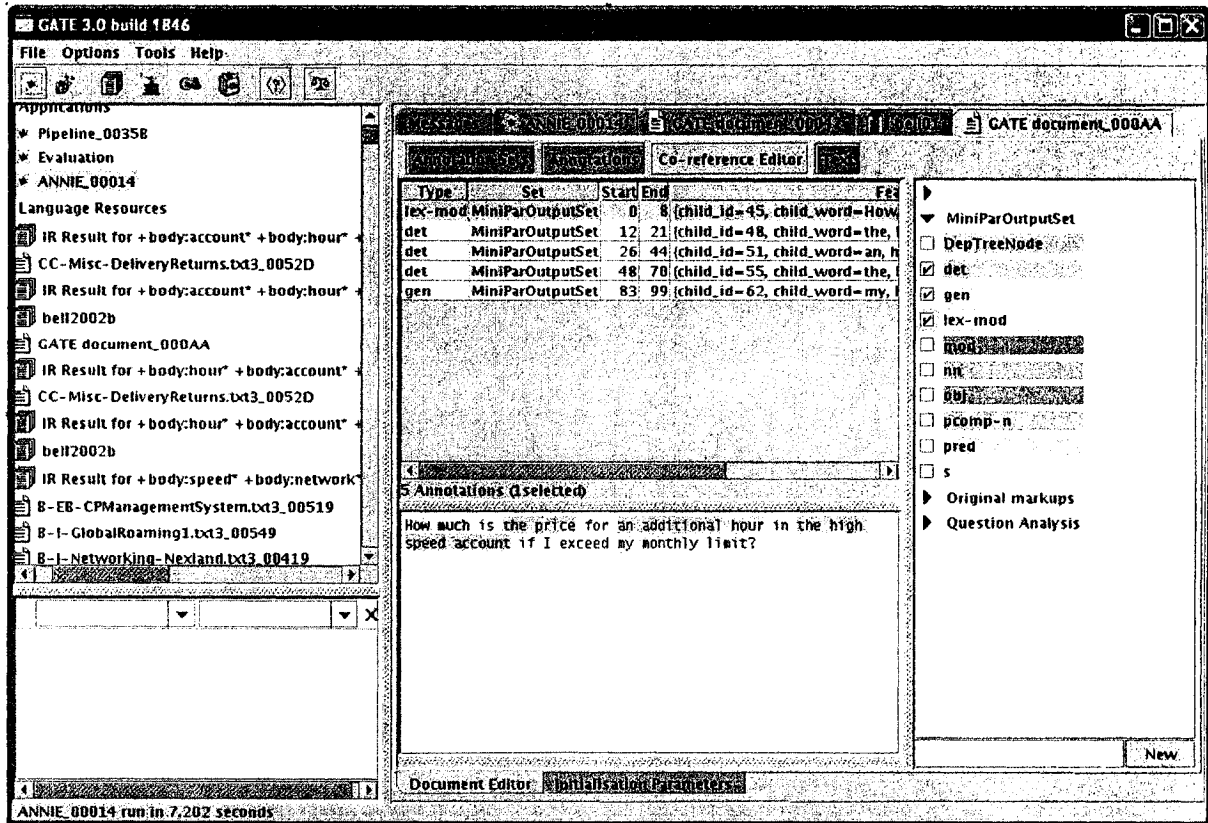 GATE 3.0 build 1846
File Options Tools Help
Applications
Pipeline_0035B
Evaluation
ANNIE_00014
Language Resources
IR Result for +body:account* +body:hour* +
CC-Misc-DeliveryReturns.txt3_0052D
IR Result for +body:account* +body:hour* +
bell2002b
GATE document_000AA
IR Result for +body:hour* +body:account* +
CC-Misc-DeliveryReturns.txt3_0052D
IR Result for +body:hour* +body:account* +
bell2002b
IR Result for +body:speed* +body:network*
B-EB-CPManagementSystem.txt3_00519
B-I-GlobalRoaming1.txt3_00549
B-I-Networking-Nexland.txt3_00419
X
ANNIE_00014 run in 7.202 seconds
Messages ANNIE_00014 GATE document_000AA
Annotation Sets Annotations Co-reference Editor Text
Type Set Start End Fea
lex-mod MiniParOutputSet 0 8 {child_id=45, child_word=How,
det MiniParOutputSet 12 21 {child_id=48, child_word=the,
det MiniParOutputSet 26 44 {child_id=51, child_word=an, h
det MiniParOutputSet 48 70 {child_id=55, child_word=the,
gen MiniParOutputSet 83 99 {child_id=62, child_word=my,
5 Annotations (1selected)
How much is the price for an additional hour in the high
speed account if I exceed my monthly limit?
Document Editor Initialisation Parameters
MiniParOutputSet
DepTreeNode
det
gen
lex-mod
mod
nn
obj
pcomp-n
pred
s
Original markups
Question Analysis
New